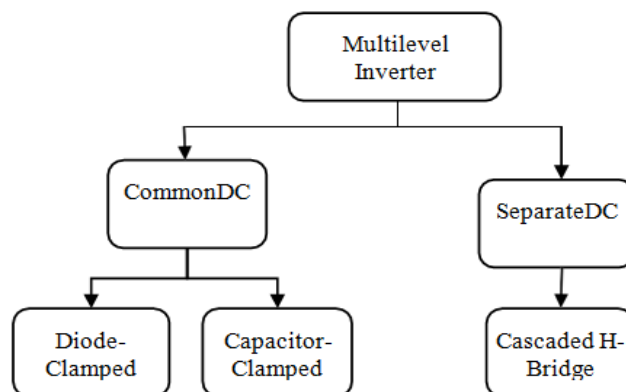 Multilevel
Inverter
CommonDC
SeparateDC
Diode-
Clamped
Capacitor-
Clamped
Cascaded H-
Bridge